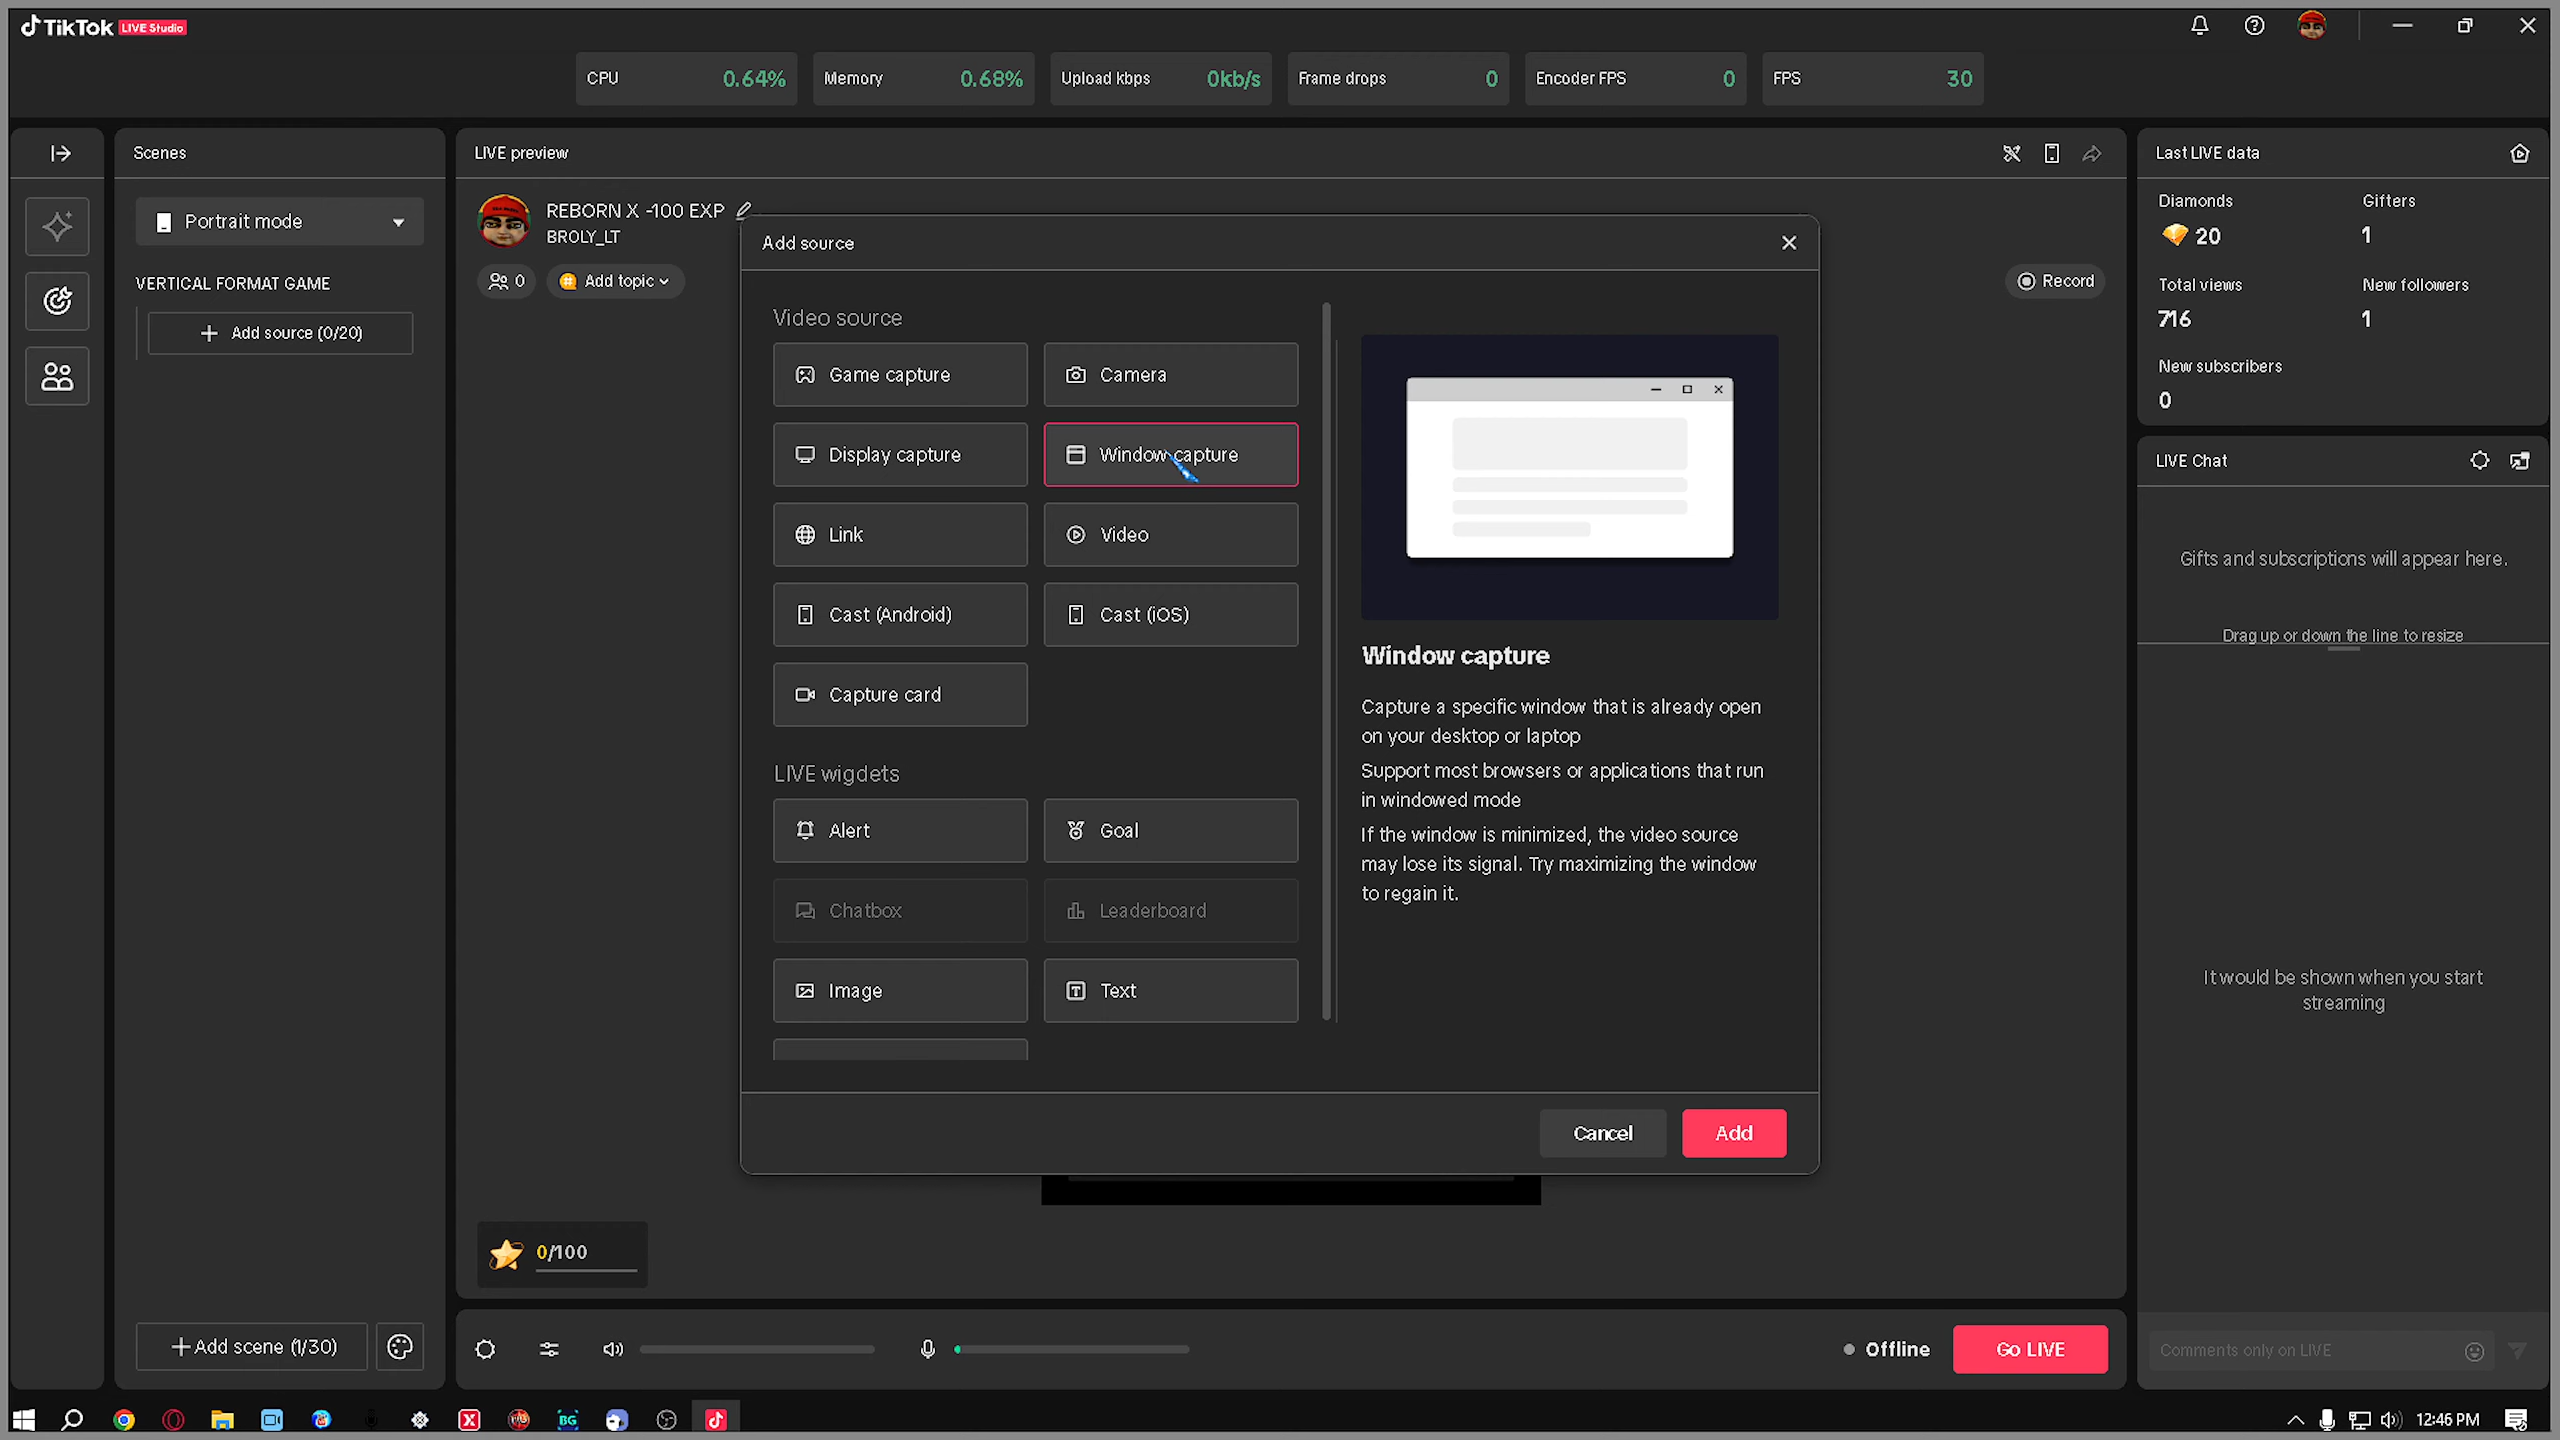 TikTok LIVE Studio
CPU 0.64%
Memory 0.68%
Upload kbps 0kb/s
Frame drops 0
Encoder FPS 0
FPS 30
Scenes
Portrait mode
VERTICAL FORMAT GAME
Add source (0/20)
Add scene (1/30)
LIVE preview
REBORN X -100 EXP
BROLY_LT
0
Add topic
Record
Add source
Video source
Game capture
Camera
Display capture
Window capture
Link
Video
Cast (Android)
Cast (iOS)
Capture card
LIVE wigdets
Alert
Goal
Chatbox
Leaderboard
Image
Text
Window capture
Capture a specific window that is already open
on your desktop or laptop
Support most browsers or applications that run
in windowed mode
If the window is minimized, the video source
may lose its signal. Try maximizing the window
to regain it.
Cancel
Add
0/100
Offline
Go LIVE
Last LIVE data
Diamonds
Gifters
20
1
Total views
New followers
716
1
New subscribers
0
LIVE Chat
Gifts and subscriptions will appear here.
Drag up or down the line to resize
It would be shown when you start
streaming
Comments only on LIVE
BG
12:46 PM